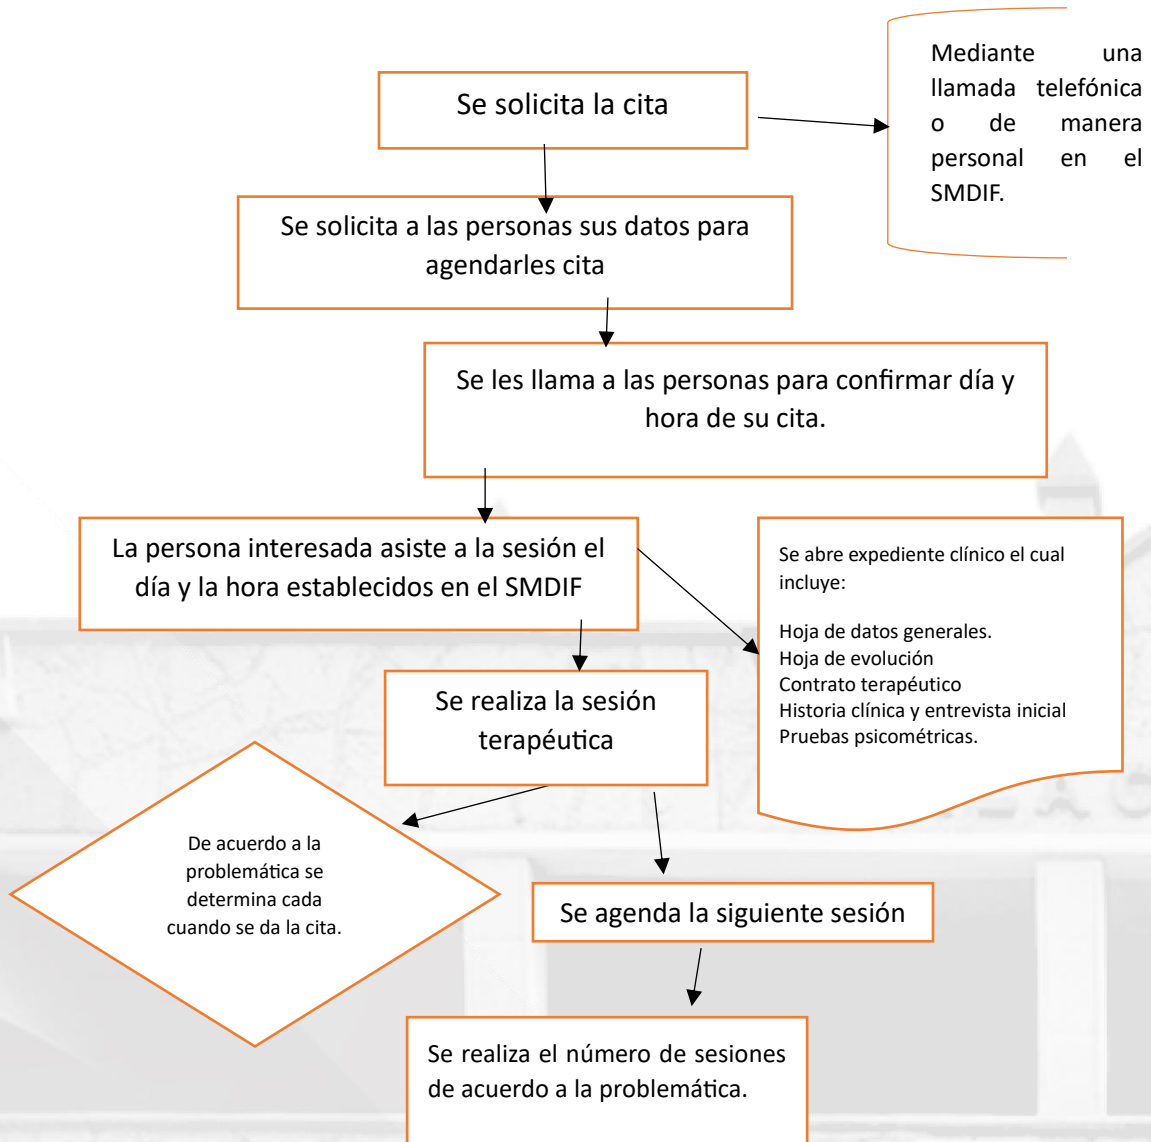 Se solicita la cita
Mediante una
llamada telefónica
o de manera
personal en el
SMDIF.
Se solicita a las personas sus datos para
agendarles cita
Se les llama a las personas para confirmar día y
hora de su cita.
La persona interesada asiste a la sesión el
día y la hora establecidos en el SMDIF
Se abre expediente clínico el cual
incluye:
Hoja de datos generales.
Hoja de evolución
Contrato terapéutico
Historia clínica y entrevista inicial
Pruebas psicométricas.
Se realiza la sesión
terapéutica
De acuerdo a la
problemática se
determina cada
cuando se da la cita.
Se agenda la siguiente sesión
Se realiza el número de sesiones
de acuerdo a la problemática.